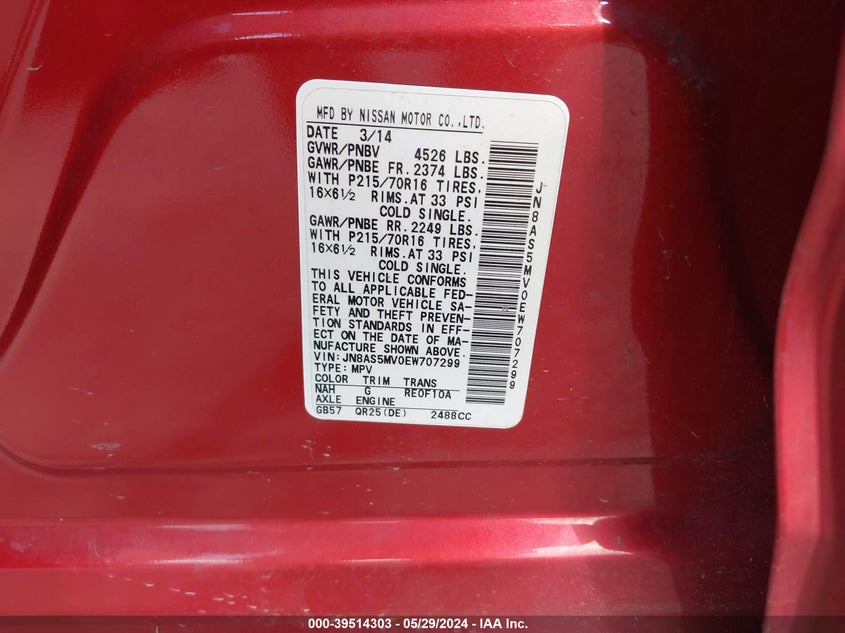 MFD BY NISSAN MOTOR CO.,LTD.
DATE 3/14
GVWR/PNBV 4526 LBS.
GAWR/PNBE FR. 2374 LBS.
WITH P215/70R16 TIRES,
16×6½ RIMS.AT 33 PSI
COLD SINGLE.
GAWR/PNBE RR. 2249 LBS.
WITH P215/70R16 TIRES,
16×6½ RIMS.AT 33 PSI
COLD SINGLE.
THIS VEHICLE CONFORMS
TO ALL APPLICABLE FED-
ERAL MOTOR VEHICLE SA-
FETY AND THEFT PREVEN-
TION STANDARDS IN EFF-
ECT ON THE DATE OF MA-
NUFACTURE SHOWN ABOVE.
VIN:JN8AS5MV0EW707299
TYPE:MPV
COLOR TRIM TRANS
NAH G RE0F10A
AXLE ENGINE
GB57 QR25(DE) 2488CC
JN8AS5MV0EW707299
000-39514303 — 05/29/2024 - IAA Inc.